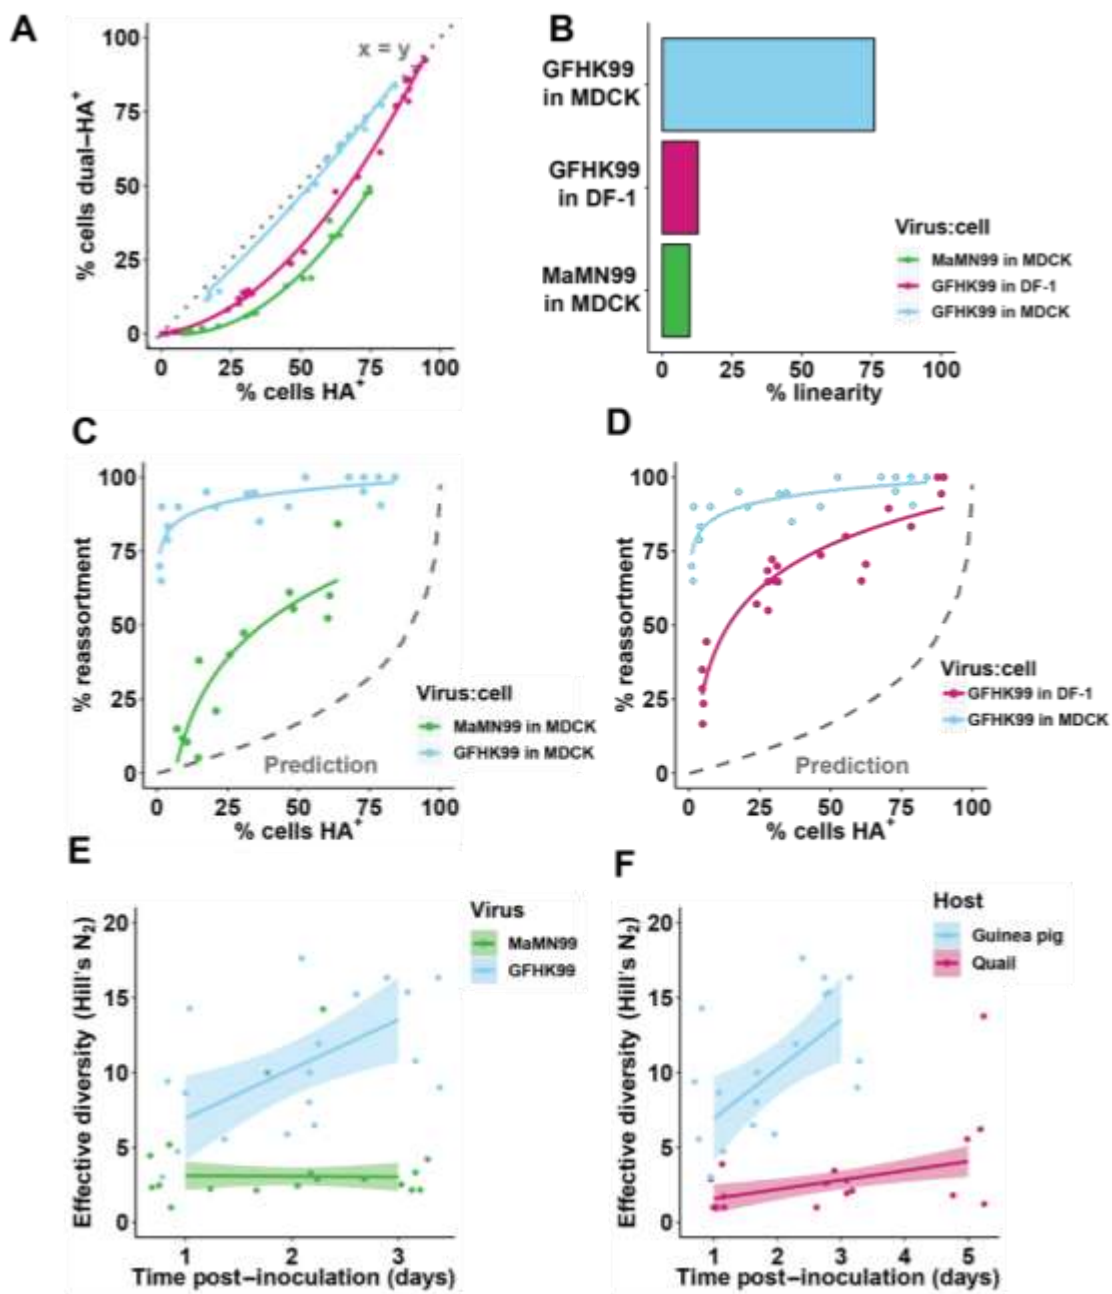 A
100
75
50
25
0
% cells dual–HA+
x = y
0 25 50 75 100
% cells HA+
B
GFHK99
in MDCK
GFHK99
in DF-1
MaMN99
in MDCK
0 25 50 75 100
% linearity
Virus:cell
MaMN99 in MDCK
GFHK99 in DF-1
GFHK99 in MDCK
C
100
75
50
25
0
% reassortment
Virus:cell
MaMN99 in MDCK
GFHK99 in MDCK
Prediction
0 25 50 75 100
% cells HA+
D
100
75
50
25
0
% reassortment
Virus:cell
GFHK99 in DF-1
GFHK99 in MDCK
Prediction
0 25 50 75 100
% cells HA+
E
20
15
10
5
0
Effective diversity (Hill's N2)
Virus
MaMN99
GFHK99
1 2 3
Time post–inoculation (days)
F
20
15
10
5
0
Effective diversity (Hill's N2)
Host
Guinea pig
Quail
1 2 3 4 5
Time post–inoculation (days)